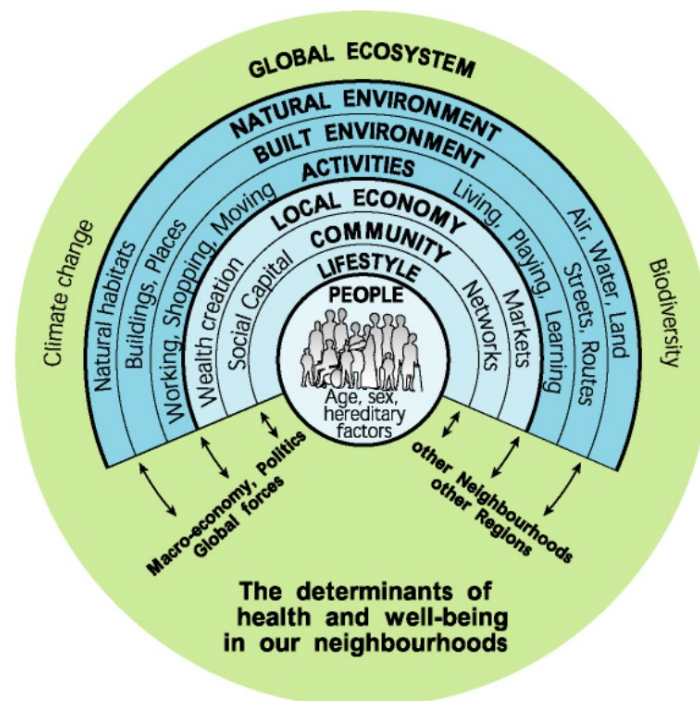 GLOBAL ECOSYSTEM
NATURAL ENVIRONMENT
BUILT ENVIRONMENT
ACTIVITIES
LOCAL ECONOMY
COMMUNITY
LIFESTYLE
PEOPLE
Age, sex,
hereditary
factors
Climate change
Natural habitats
Buildings, Places
Working, Shopping, Moving
Wealth creation
Social Capital
Networks
Markets
Living, Playing, Learning
Streets, Routes
Air, Water, Land
Biodiversity
Macro-economy, Politics
Global forces
other Neighbourhoods
other Regions
The determinants of
health and well-being
in our neighbourhoods